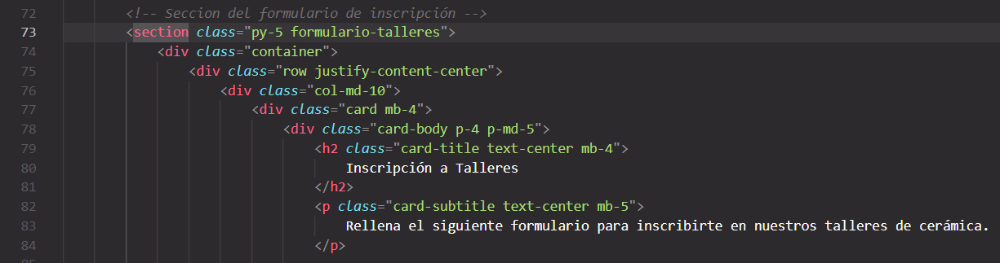 72 <!-- Seccion del formulario de inscripción -->
73 <section class="py-5 formulario-talleres">
74 <div class="container">
75 <div class="row justify-content-center">
76 <div class="col-md-10">
77 <div class="card mb-4">
78 <div class="card-body p-4 p-md-5">
79 <h2 class="card-title text-center mb-4">
80 Inscripción a Talleres
81 </h2>
82 <p class="card-subtitle text-center mb-5">
83 Rellena el siguiente formulario para inscribirte en nuestros talleres de cerámica.
84 </p>
85